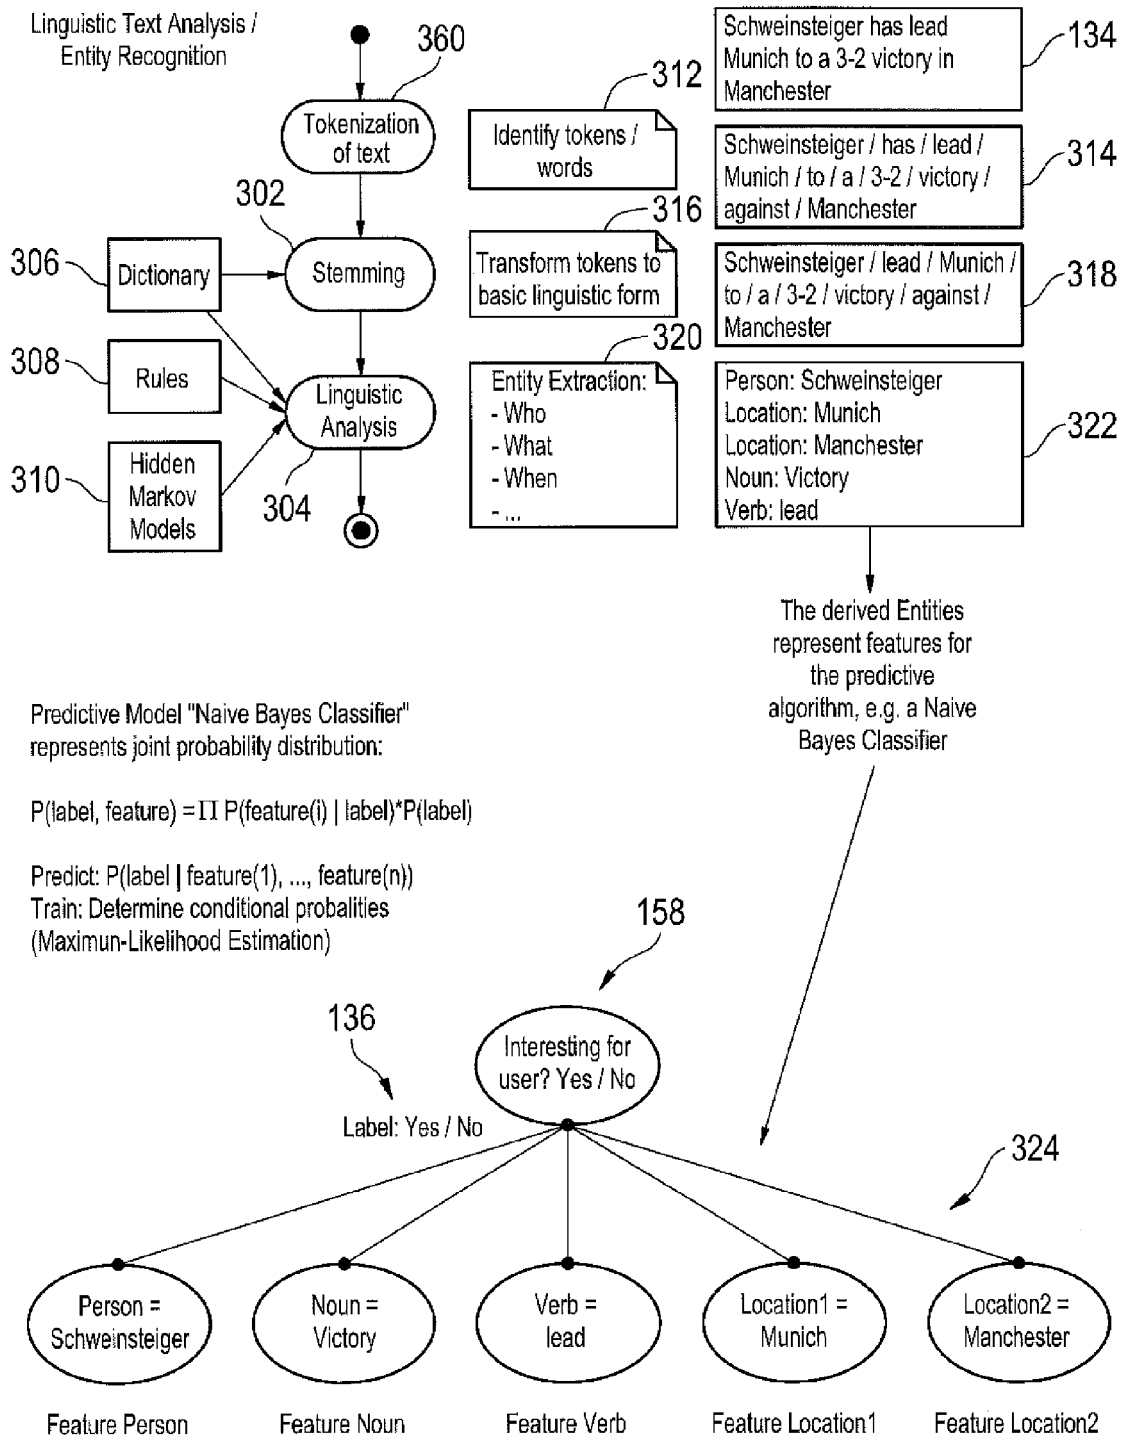 Linguistic Text Analysis /
Entity Recognition
360
Tokenization
of text
302
Stemming
306
Dictionary
308
Rules
310
Hidden
Markov
Models
Linguistic
Analysis
304
312
Identify tokens /
words
316
Transform tokens to
basic linguistic form
320
Entity Extraction:
- Who
- What
- When
- ...
Schweinsteiger has lead
Munich to a 3-2 victory in
Manchester
134
Schweinsteiger / has / lead /
Munich / to / a / 3-2 / victory /
against / Manchester
314
Schweinsteiger / lead / Munich /
to / a / 3-2 / victory / against /
Manchester
318
Person: Schweinsteiger
Location: Munich
Location: Manchester
Noun: Victory
Verb: lead
322
The derived Entities
represent features for
the predictive
algorithm, e.g. a Naive
Bayes Classifier
Predictive Model "Naive Bayes Classifier"
represents joint probability distribution:
P(label, feature) = Π P(feature(i) | label)*P(label)
Predict: P(label | feature(1), ..., feature(n))
Train: Determine conditional probalities
(Maximun-Likelihood Estimation)
158
136
Interesting for
user? Yes / No
Label: Yes / No
324
Person =
Schweinsteiger
Noun =
Victory
Verb =
lead
Location1 =
Munich
Location2 =
Manchester
Feature Person
Feature Noun
Feature Verb
Feature Location1
Feature Location2